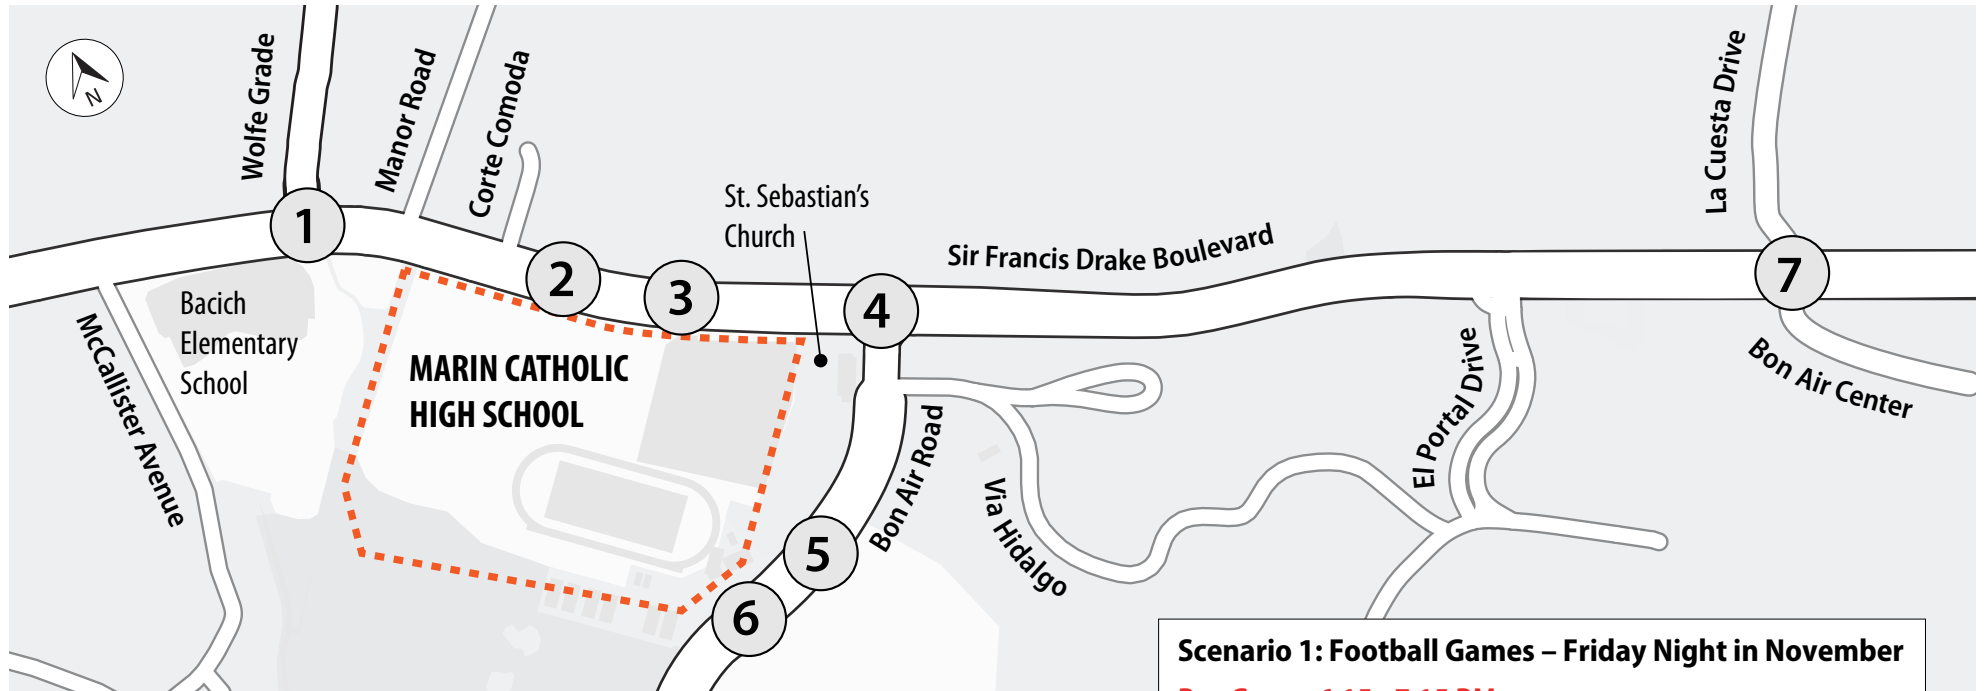 N
Wolfe Grade
Manor Road
Corte Comoda
La Cuesta Drive
St. Sebastian's
Church
Sir Francis Drake Boulevard
1
2
3
4
7
Bacich
Elementary
School
McCallister Avenue
MARIN CATHOLIC
HIGH SCHOOL
Bon Air Road
Via Hidalgo
El Portal Drive
Bon Air Center
5
6
Scenario 1: Football Games – Friday Night in November